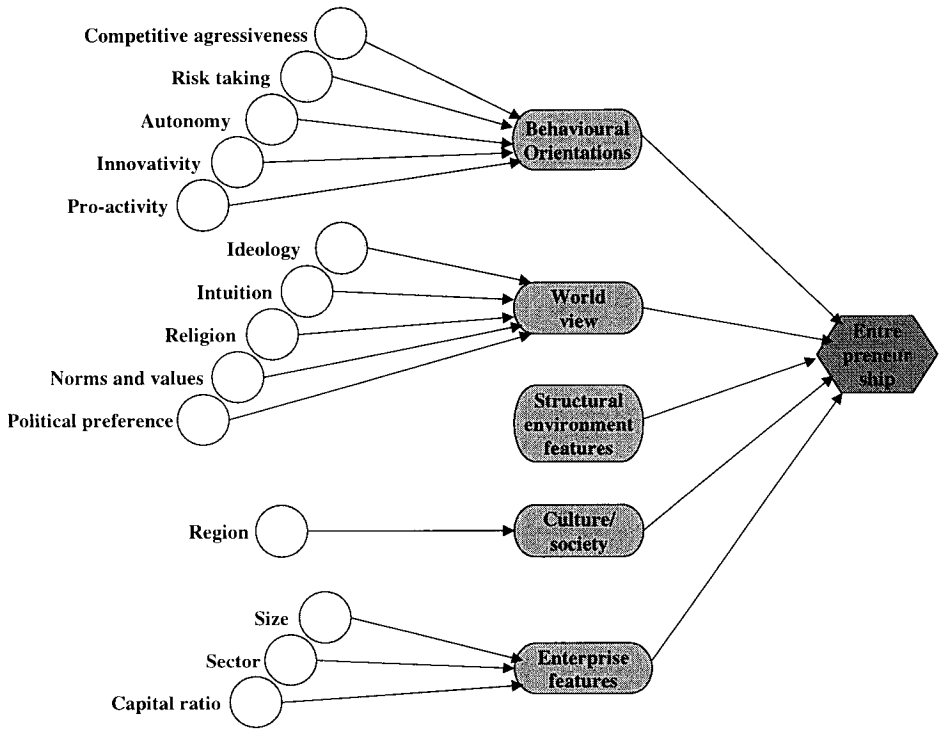 Competitive agressiveness
Risk taking
Autonomy
Innovativity
Pro-activity
Behavioural
Orientations
Ideology
Intuition
Religion
Norms and values
Political preference
World
view
Structural
environment
features
Region
Culture/
society
Size
Sector
Capital ratio
Enterprise
features
Entre
preneur
ship